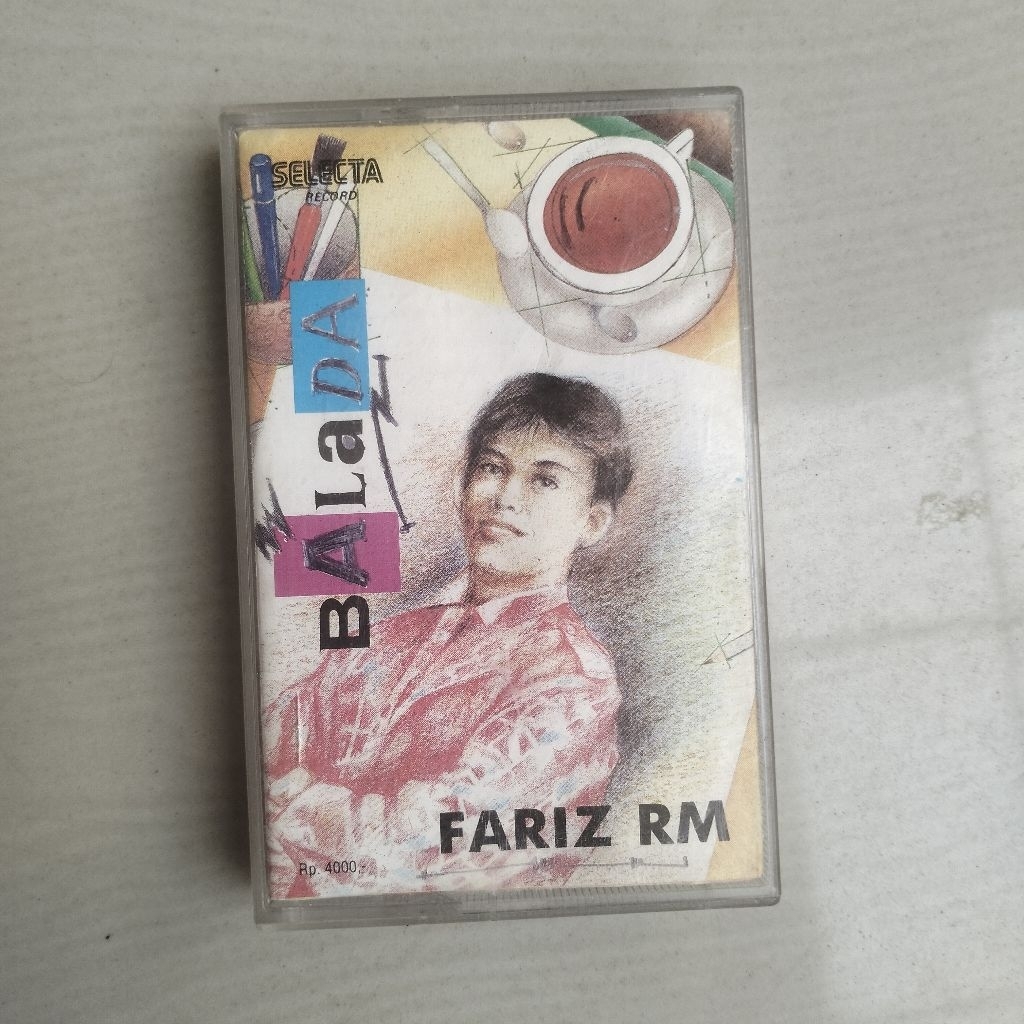 SELECTA
RECORD
BALaDA
FARIZ RM
Rp. 4000,-